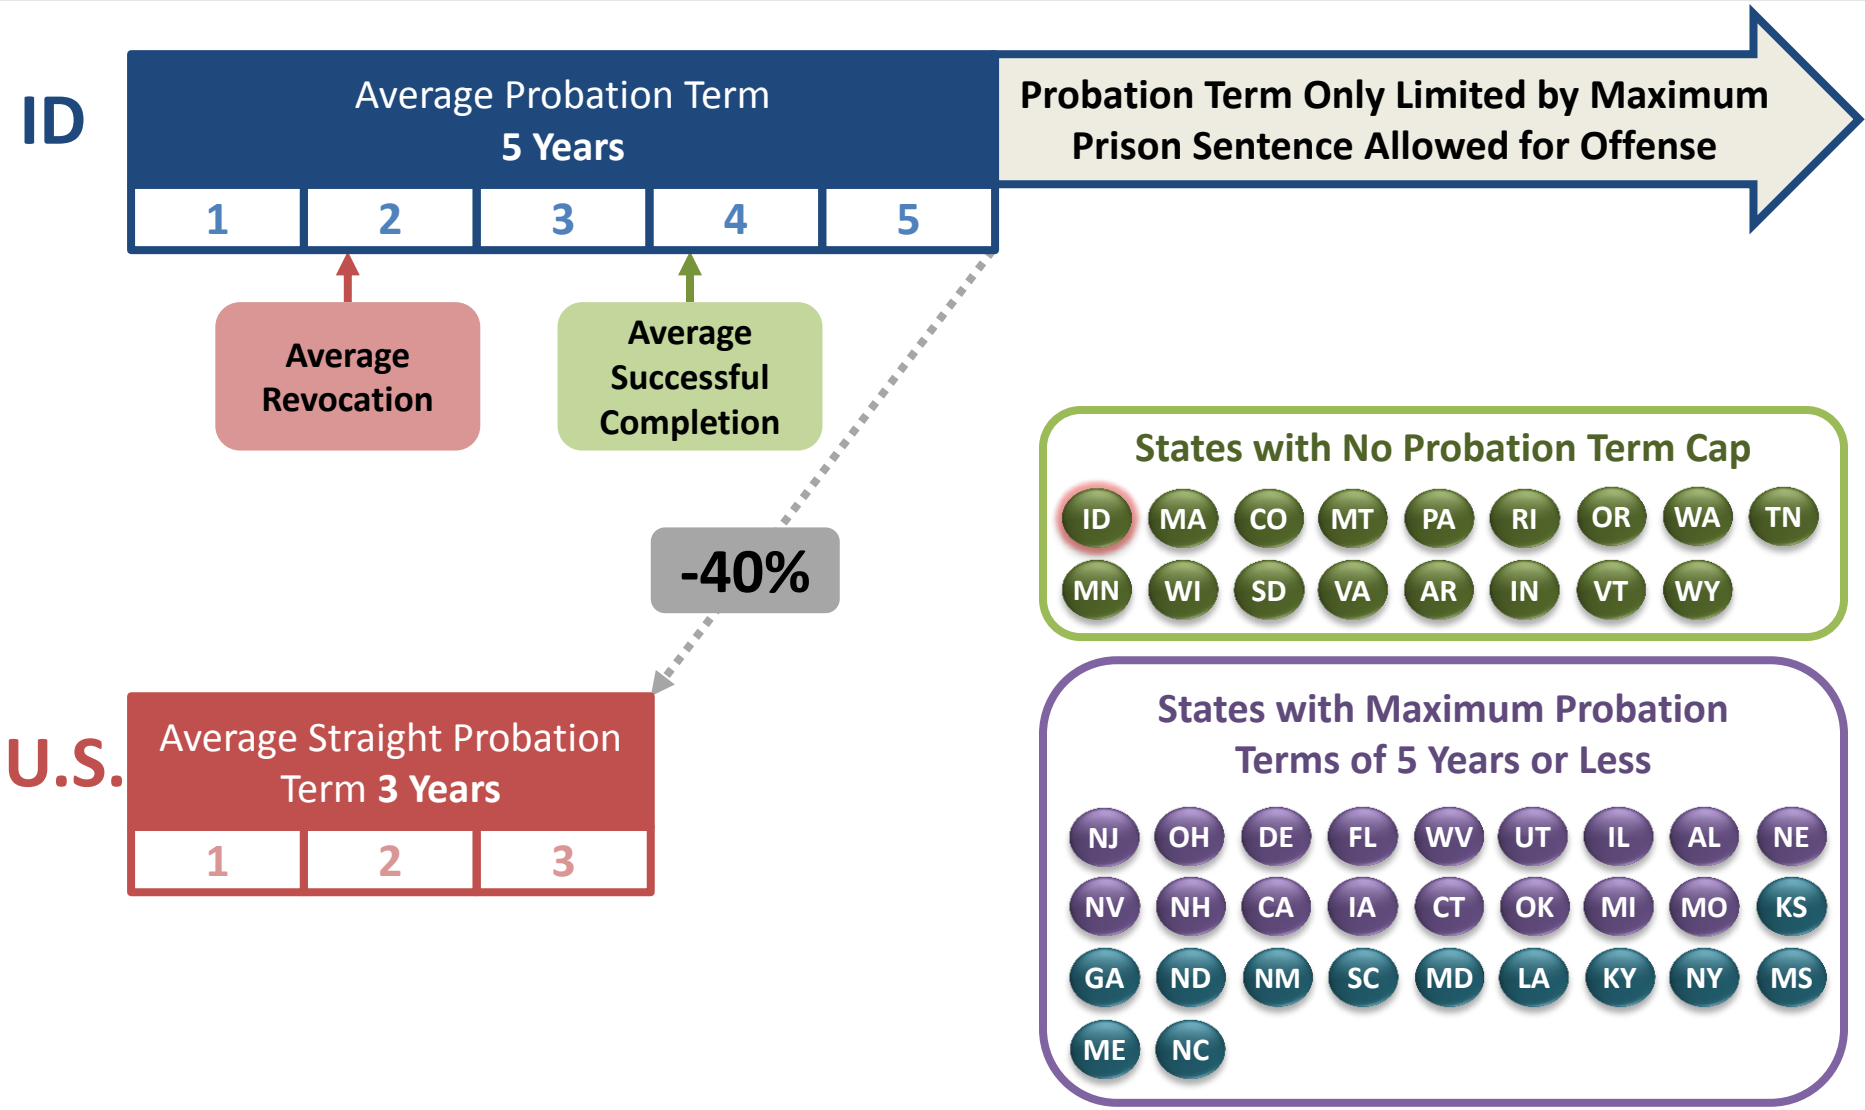 ID
Average Probation Term
5 Years
Probation Term Only Limited by Maximum
Prison Sentence Allowed for Offense
1 2 3 4 5
Average
Revocation
Average
Successful
Completion
-40%
U.S.
Average Straight Probation
Term 3 Years
1 2 3
States with No Probation Term Cap
ID MA CO MT PA RI OR WA TN
MN WI SD VA AR IN VT WY
States with Maximum Probation
Terms of 5 Years or Less
NJ OH DE FL WV UT IL AL NE
NV NH CA IA CT OK MI MO KS
GA ND NM SC MD LA KY NY MS
ME NC